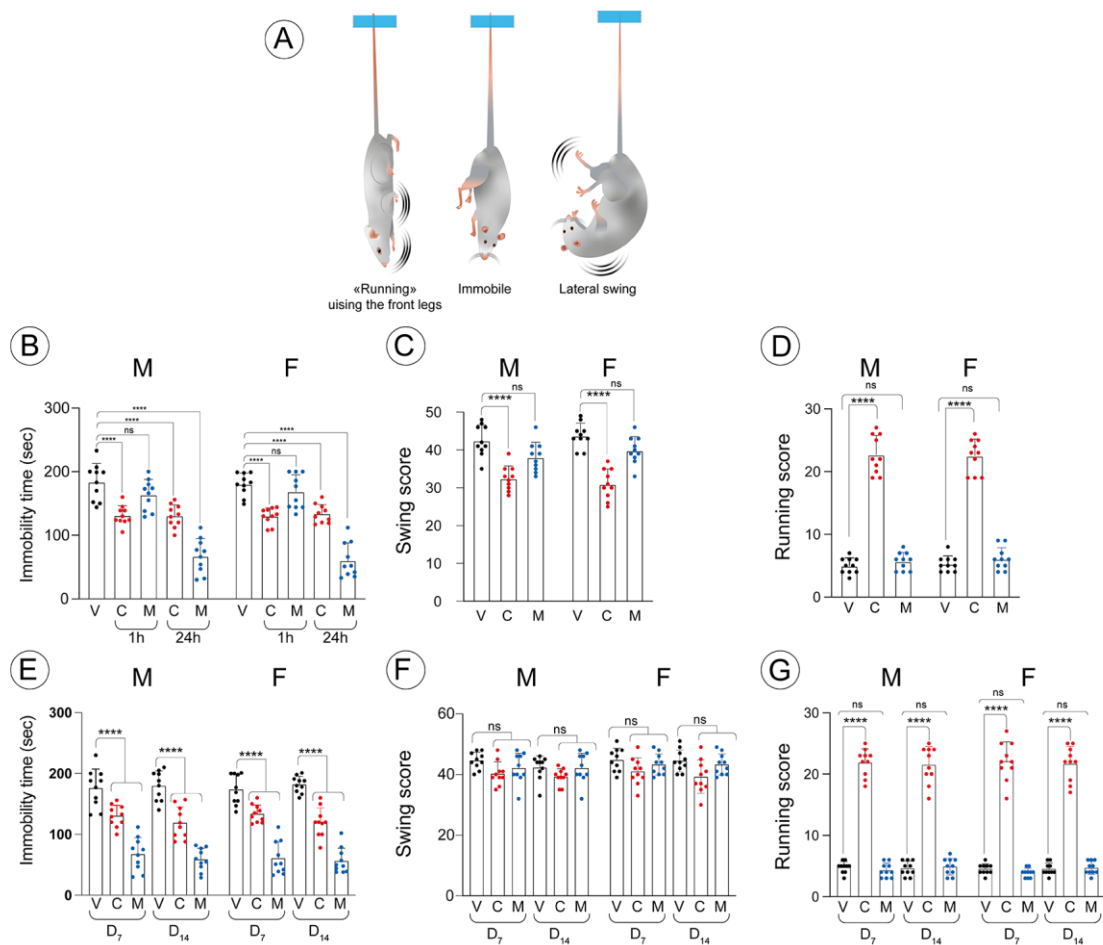 A
«Running»
uising the front legs
Immobile
Lateral swing
B
M F
Immobility time (sec)
300
200
100
0
****
****
ns
****
****
****
ns
****
V C M C M C M C M
1h 24h 1h 24h
C
M F
Swing score
50
40
30
20
10
0
ns
****
ns
****
V C M V C M
D
M F
Running score
30
20
10
0
ns
****
ns
****
V C M V C M
E
M F
Immobility time (sec)
300
200
100
0
**** **** **** ****
V C M V C M V C M V C M
D7 D14 D7 D14
F
M F
Swing score
60
40
20
0
ns ns ns ns
V C M V C M V C M V C M
D7 D14 D7 D14
G
M F
Running score
30
20
10
0
ns ns ns ns
**** **** **** ****
V C M V C M V C M V C M
D7 D14 D7 D14